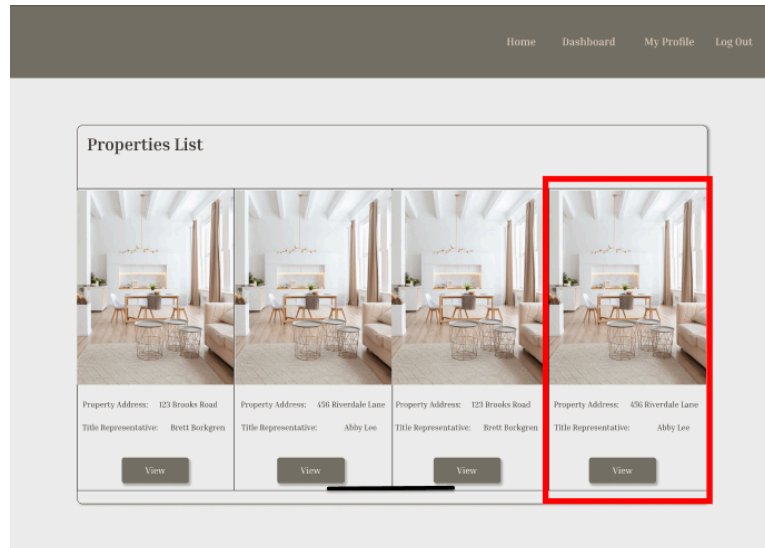 Home Dashboard My Profile Log Out
Properties List
Property Address: 123 Brooks Road
Title Representative: Brett Borkgren
View
Property Address: 456 Riverdale Lane
Title Representative: Abby Lee
View
Property Address: 123 Brooks Road
Title Representative: Brett Borkgren
View
Property Address: 456 Riverdale Lane
Title Representative: Abby Lee
View